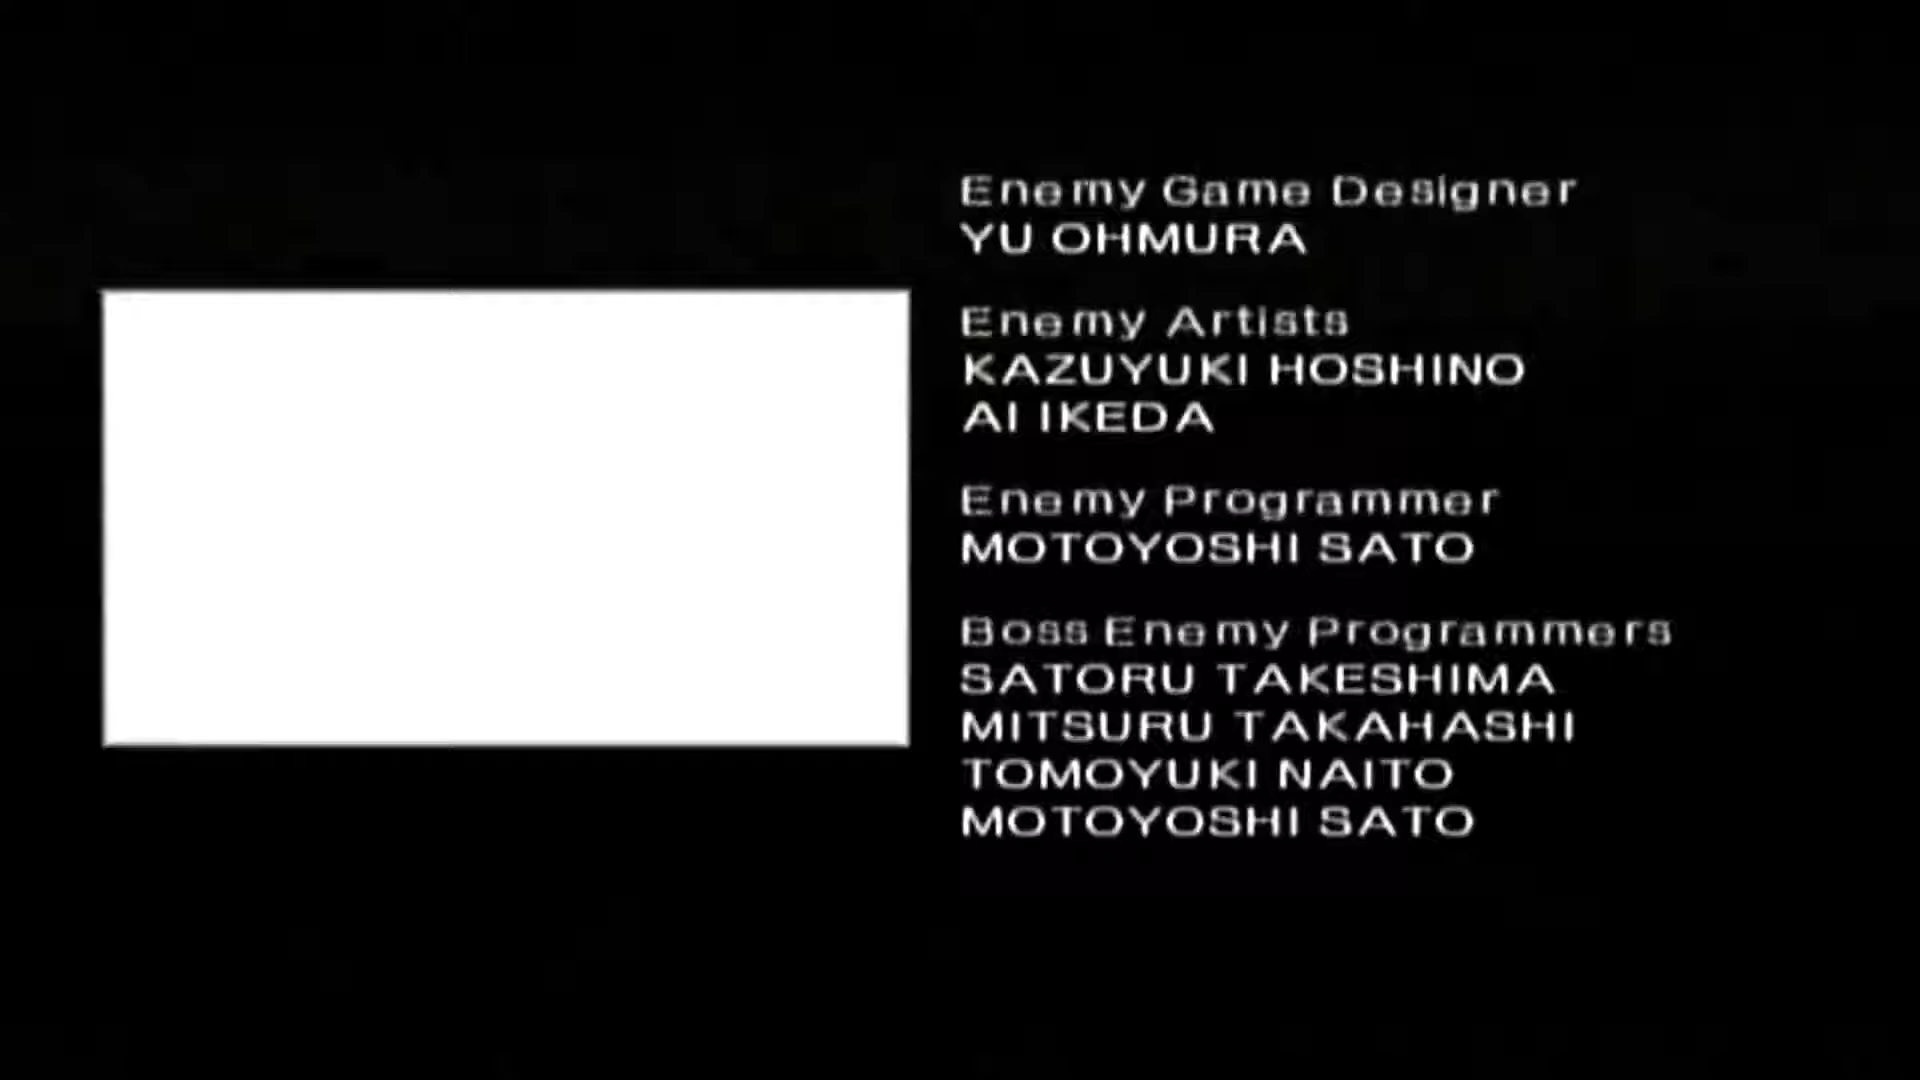 Enemy Game Designer
YU OHMURA
Enemy Artists
KAZUYUKI HOSHINO
AI IKEDA
Enemy Programmer
MOTOYOSHI SATO
Boss Enemy Programmers
SATORU TAKESHIMA
MITSURU TAKAHASHI
TOMOYUKI NAITO
MOTOYOSHI SATO